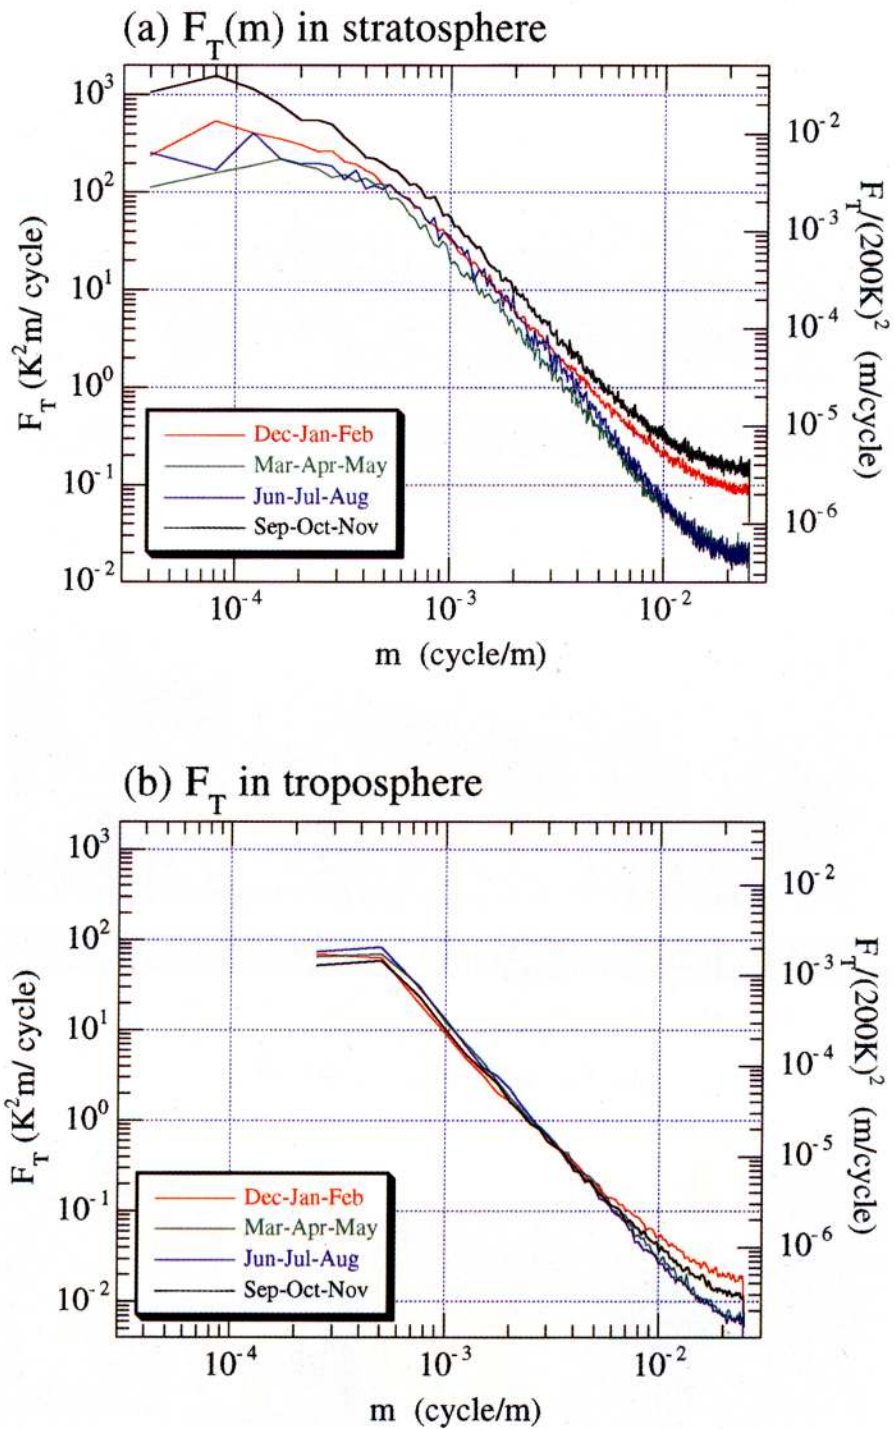 (a) F_T(m) in stratosphere
10^3
10^2
10^1
10^0
10^-1
10^-2
F_T (K^2m/ cycle)
10^-2
10^-3
10^-4
10^-5
10^-6
F_T/(200K)^2 (m/cycle)
Dec-Jan-Feb
Mar-Apr-May
Jun-Jul-Aug
Sep-Oct-Nov
10^-4 10^-3 10^-2
m (cycle/m)
(b) F_T in troposphere
10^3
10^2
10^1
10^0
10^-1
10^-2
F_T (K^2m/ cycle)
10^-2
10^-3
10^-4
10^-5
10^-6
F_T/(200K)^2 (m/cycle)
Dec-Jan-Feb
Mar-Apr-May
Jun-Jul-Aug
Sep-Oct-Nov
10^-4 10^-3 10^-2
m (cycle/m)